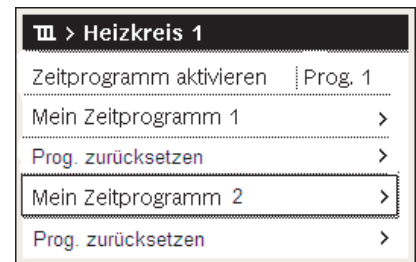 > Heizkreis 1
Zeitprogramm aktivieren Prog. 1
Mein Zeitprogramm 1 >
Prog. zurücksetzen >
Mein Zeitprogramm 2 >
Prog. zurücksetzen >